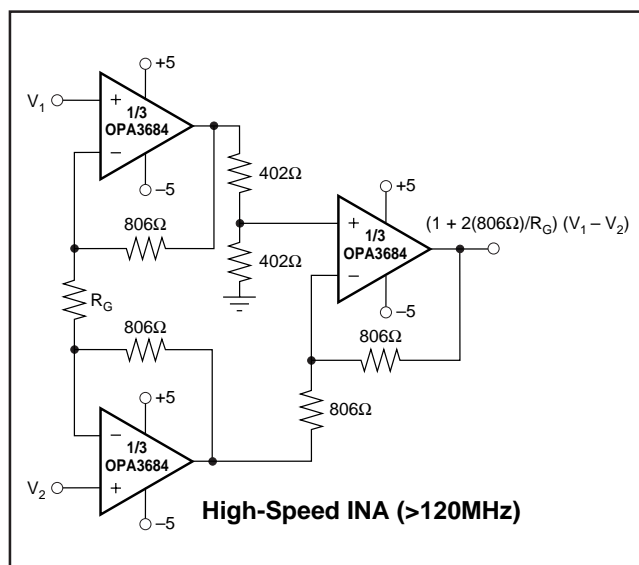 +5
V1
+
1/3
OPA3684
−
−5
402Ω
806Ω
402Ω
+5
+
1/3
OPA3684
−
−5
(1 + 2(806Ω)/RG) (V1 – V2)
RG
806Ω
806Ω
806Ω
+5
−
1/3
OPA3684
+
V2
−5
High-Speed INA (>120MHz)